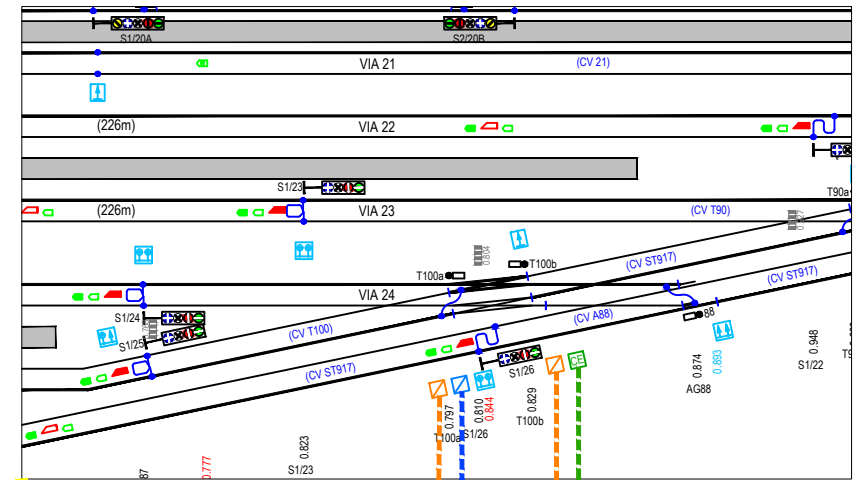 S1/20A
S2/20B
VIA 21
(CV 21)
(226m)
VIA 22
S1/23
T90a
(226m)
VIA 23
(CV T90)
0.804
T100a
T100b
(CV ST917)
(CV ST917)
VIA 24
S1/24
S1/25
(CV T100)
(CV A88)
88
(CV ST917)
S1/26
CE
0.797
T100a
0.810
0.844
S1/26
0.829
T100b
0.874
0.893
AG88
0.948
S1/22
0.823
S1/23
87
0.777